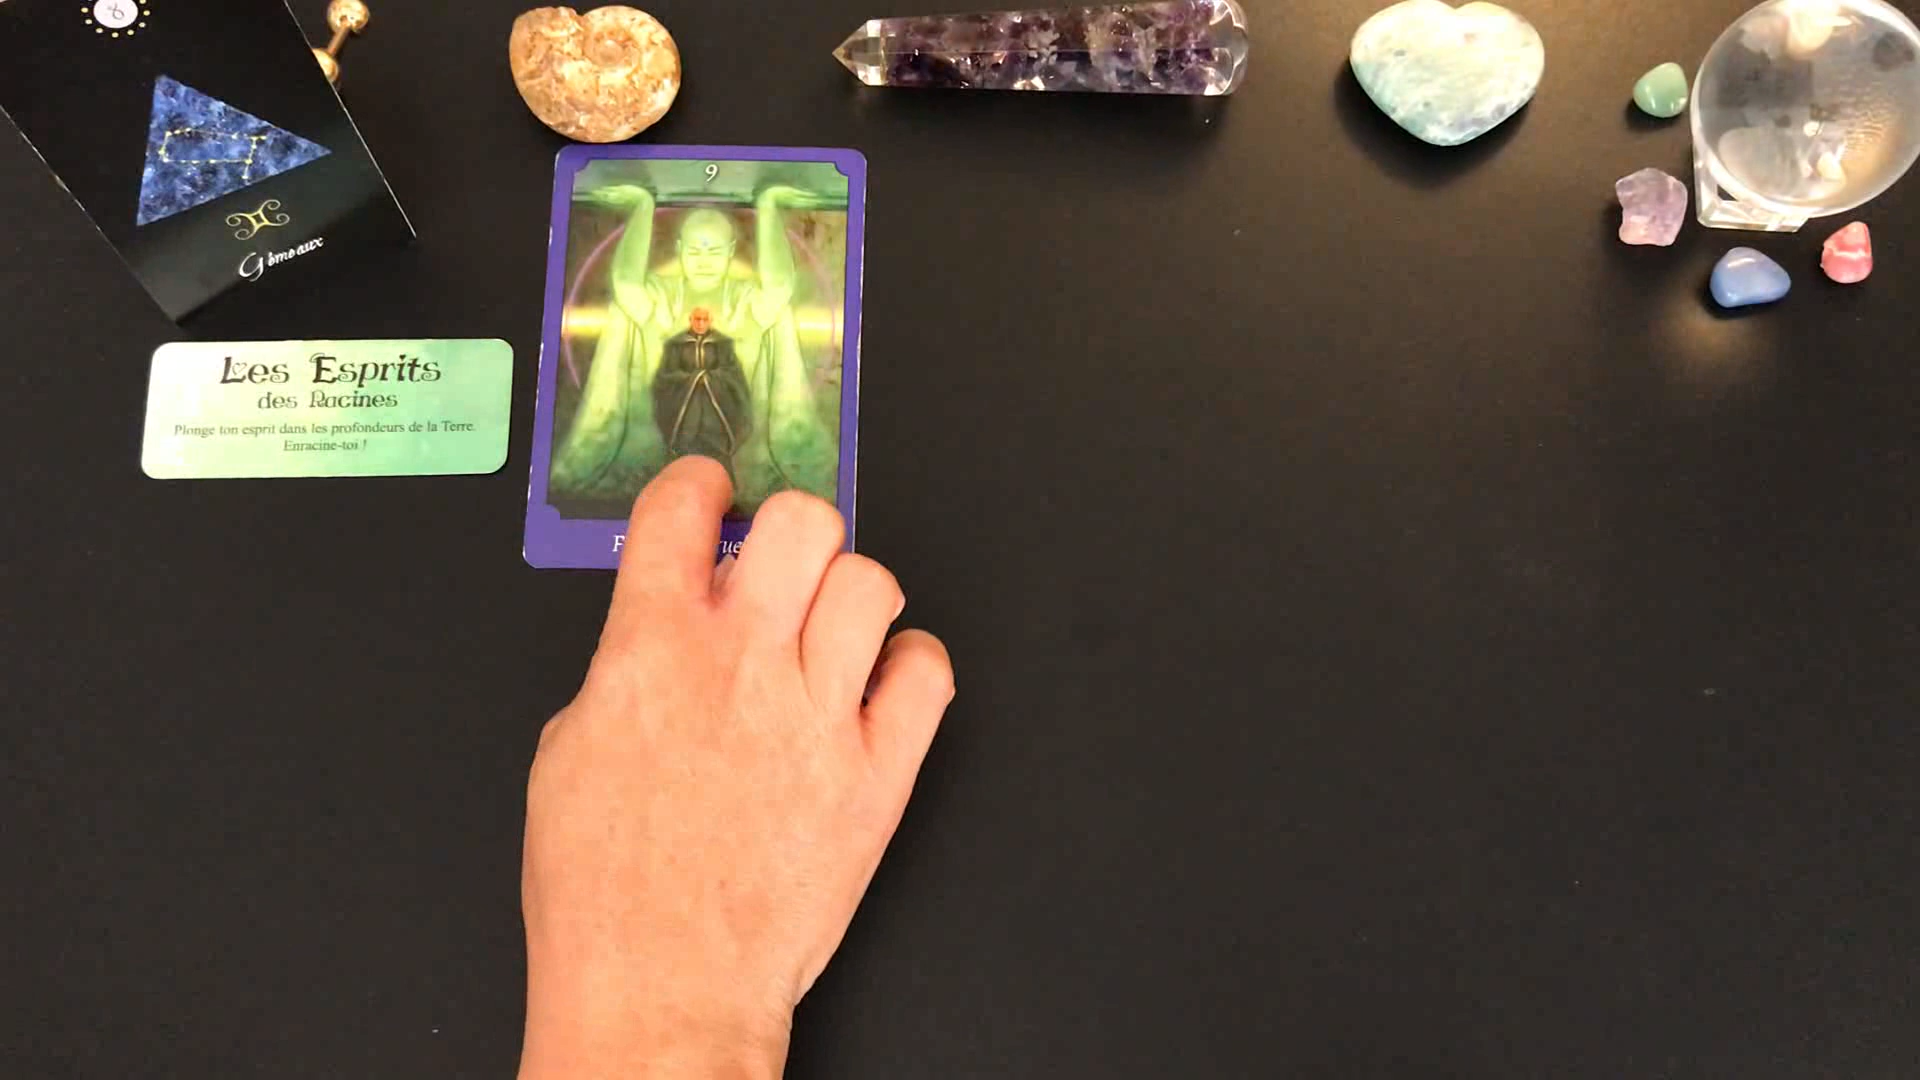 Gémeaux
Les Esprits
des Racines
Plonge ton esprit dans les profondeurs de la Terre.
Enracine-toi !
9